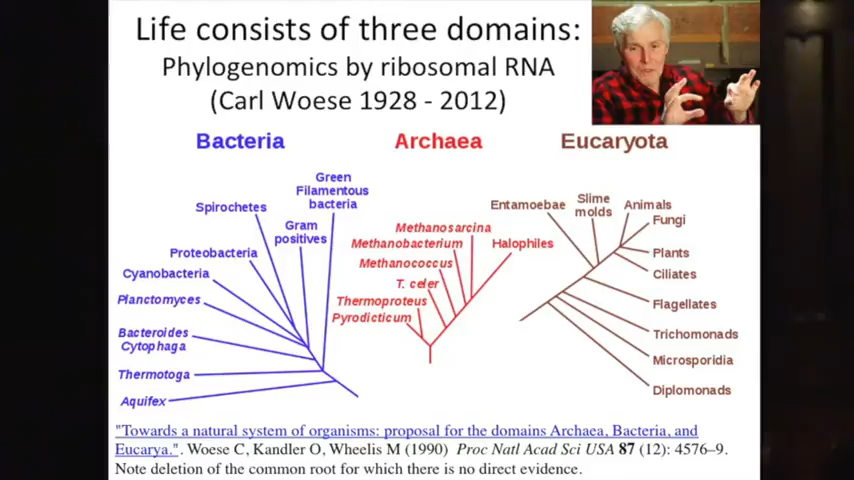 Life consists of three domains:
Phylogenomics by ribosomal RNA
(Carl Woese 1928 - 2012)
Bacteria
Archaea
Eucaryota
Green
Filamentous
bacteria
Spirochetes
Gram
positives
Proteobacteria
Cyanobacteria
Planctomyces
Bacteroides
Cytophaga
Thermotoga
Aquifex
Methanosarcina
Methanobacterium
Halophiles
Methanococcus
T. celer
Thermoproteus
Pyrodicticum
Entamoebae
Slime
molds
Animals
Fungi
Plants
Ciliates
Flagellates
Trichomonads
Microsporidia
Diplomonads
"Towards a natural system of organisms: proposal for the domains Archaea, Bacteria, and
Eucarya.". Woese C, Kandler O, Wheelis M (1990) Proc Natl Acad Sci USA 87 (12): 4576–9.
Note deletion of the common root for which there is no direct evidence.